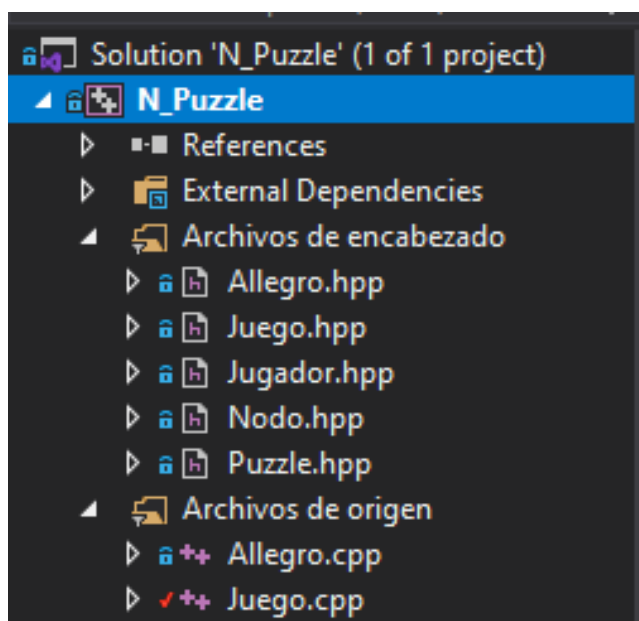 Solution 'N_Puzzle' (1 of 1 project)
N_Puzzle
References
External Dependencies
Archivos de encabezado
Allegro.hpp
Juego.hpp
Jugador.hpp
Nodo.hpp
Puzzle.hpp
Archivos de origen
Allegro.cpp
Juego.cpp